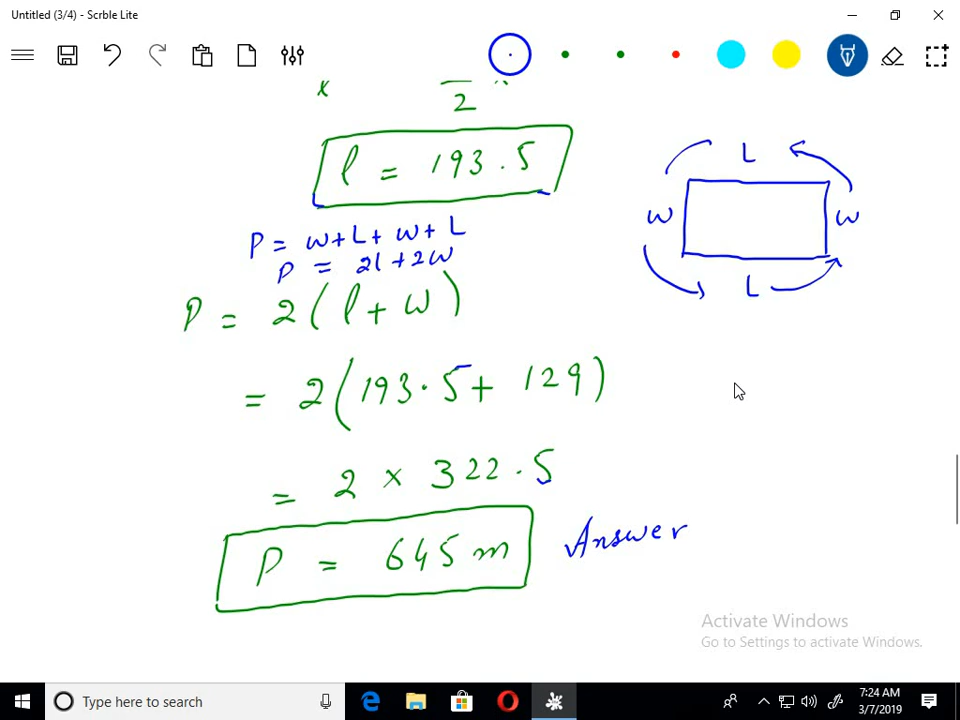 Untitled (3/4) - Scrble Lite
x 2
l = 193.5
L
W W
L
P = W+L+W+L
P = 2l+2W
P = 2(l+W)
= 2(193.5+ 129)
= 2 x 322.5
P = 645 m Answer
Activate Windows
Go to Settings to activate Windows.
Type here to search
7:24 AM
3/7/2019